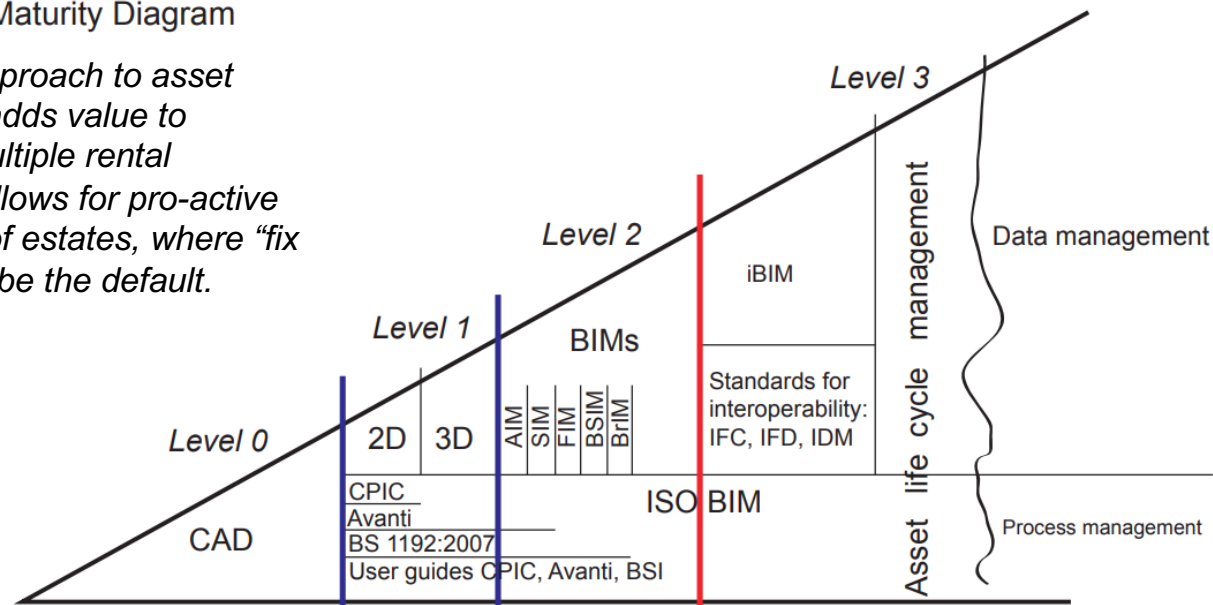 Maturity Diagram
proach to asset
adds value to
ultiple rental
llows for pro-active
of estates, where “fix
be the default.
Level 0
Level 1
Level 2
Level 3
CAD
2D
3D
BIMs
AIM
SIM
FIM
BSIM
BrIM
iBIM
Standards for
interoperability:
IFC, IFD, IDM
CPIC
Avanti
BS 1192:2007
User guides CPIC, Avanti, BSI
ISO BIM
Asset life cycle management
Data management
Process management